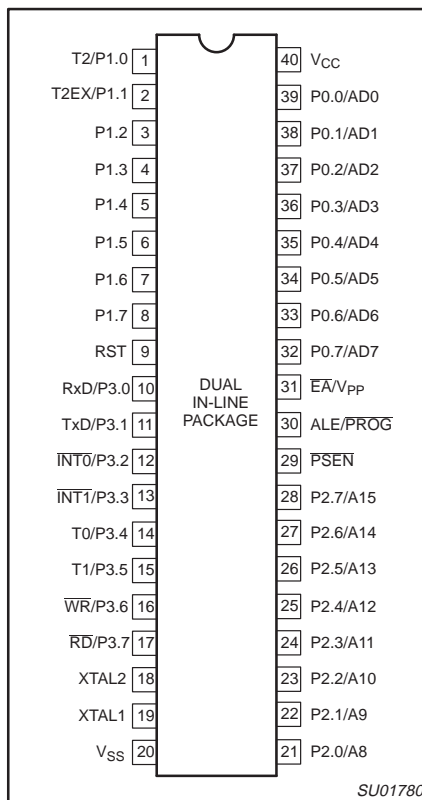 T2/P1.0 1 40 VCC
T2EX/P1.1 2 39 P0.0/AD0
P1.2 3 38 P0.1/AD1
P1.3 4 37 P0.2/AD2
P1.4 5 36 P0.3/AD3
P1.5 6 35 P0.4/AD4
P1.6 7 34 P0.5/AD5
P1.7 8 33 P0.6/AD6
RST 9 32 P0.7/AD7
RxD/P3.0 10 31 E̅A̅/VPP
TxD/P3.1 11 30 ALE/P̅R̅O̅G̅
I̅N̅T̅0̅/P3.2 12 29 P̅S̅E̅N̅
I̅N̅T̅1̅/P3.3 13 28 P2.7/A15
T0/P3.4 14 27 P2.6/A14
T1/P3.5 15 26 P2.5/A13
W̅R̅/P3.6 16 25 P2.4/A12
R̅D̅/P3.7 17 24 P2.3/A11
XTAL2 18 23 P2.2/A10
XTAL1 19 22 P2.1/A9
VSS 20 21 P2.0/A8
DUAL
IN-LINE
PACKAGE
SU01780